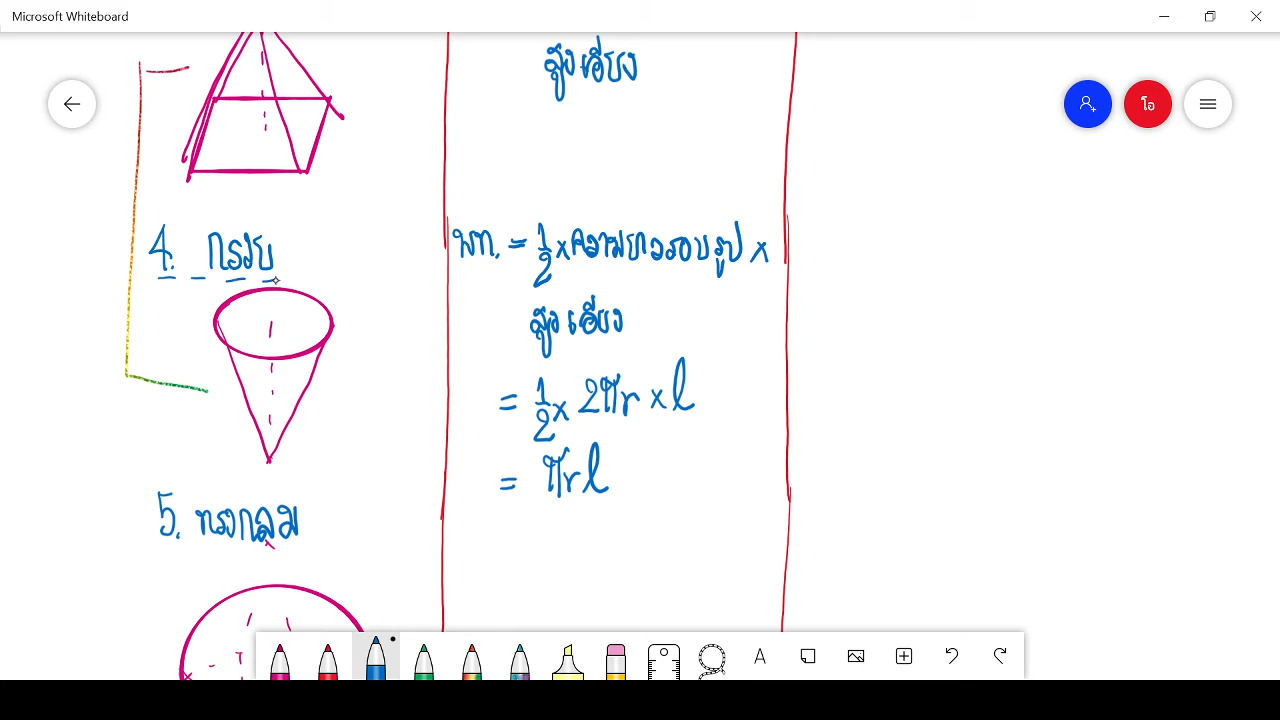 Microsoft Whiteboard
สูงเอียง
โอ
4. กรวย
พท. = 1/2 x ความยาวรอบรูป x
สูงเอียง
= 1/2 x 2πr x l
= πrl
5. ทรงกลม
A